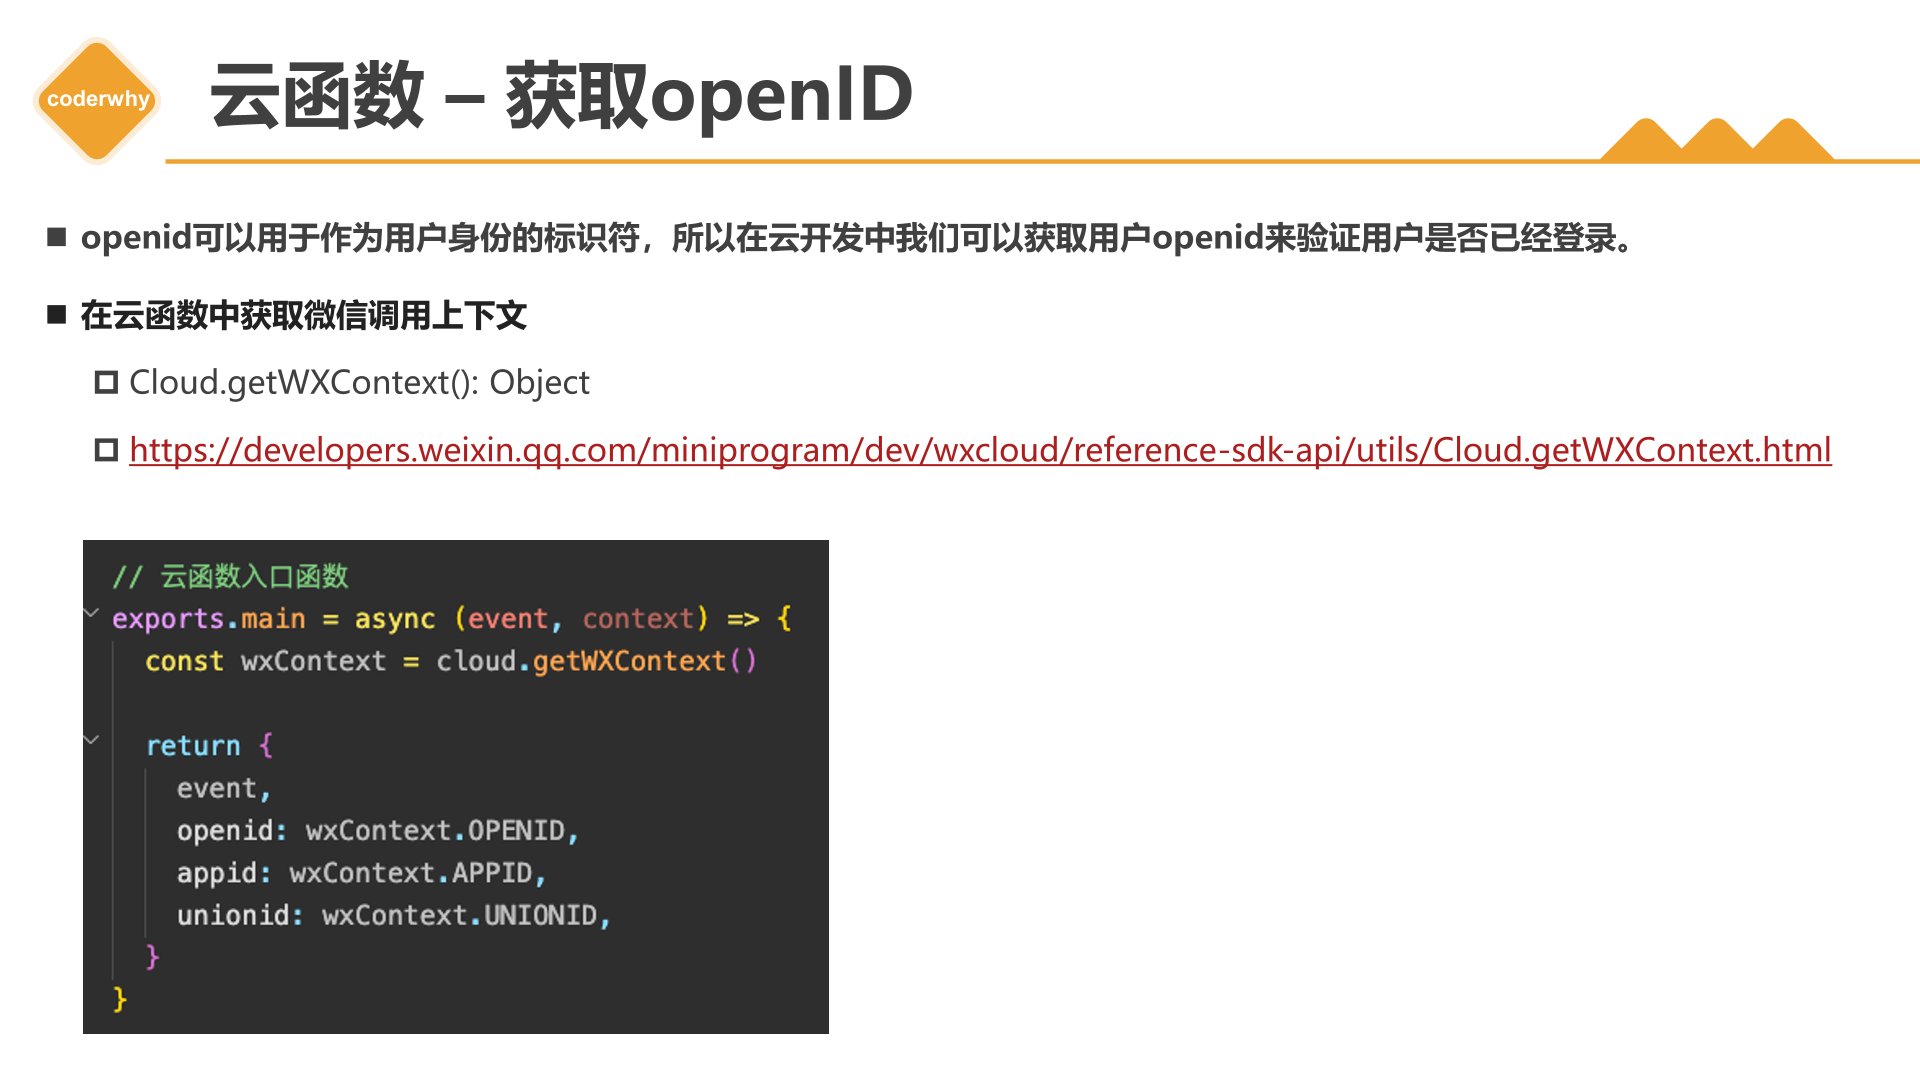 coderwhy
云函数 – 获取openID
openid可以用于作为用户身份的标识符，所以在云开发中我们可以获取用户openid来验证用户是否已经登录。
在云函数中获取微信调用上下文
Cloud.getWXContext(): Object
https://developers.weixin.qq.com/miniprogram/dev/wxcloud/reference-sdk-api/utils/Cloud.getWXContext.html
// 云函数入口函数
exports.main = async (event, context) => {
const wxContext = cloud.getWXContext()
return {
event,
openid: wxContext.OPENID,
appid: wxContext.APPID,
unionid: wxContext.UNIONID,
}
}